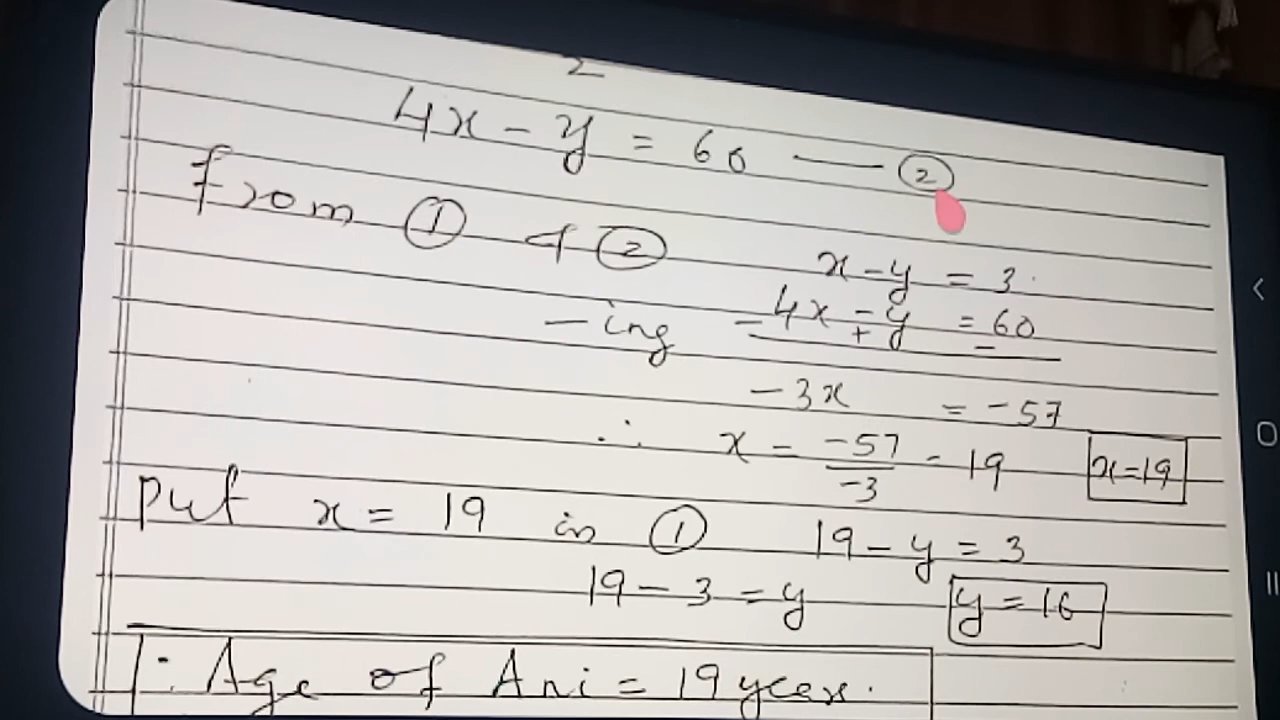 2
4x - y = 60 — ②
from ① & ②
x - y = 3
- ing - 4x - y = 60
+ -
-3x = -57
∴ x = -57/-3 = 19 x=19
Put x = 19 in ① 19 - y = 3
19 - 3 = y y = 16
∴ Age of Ani = 19 years.